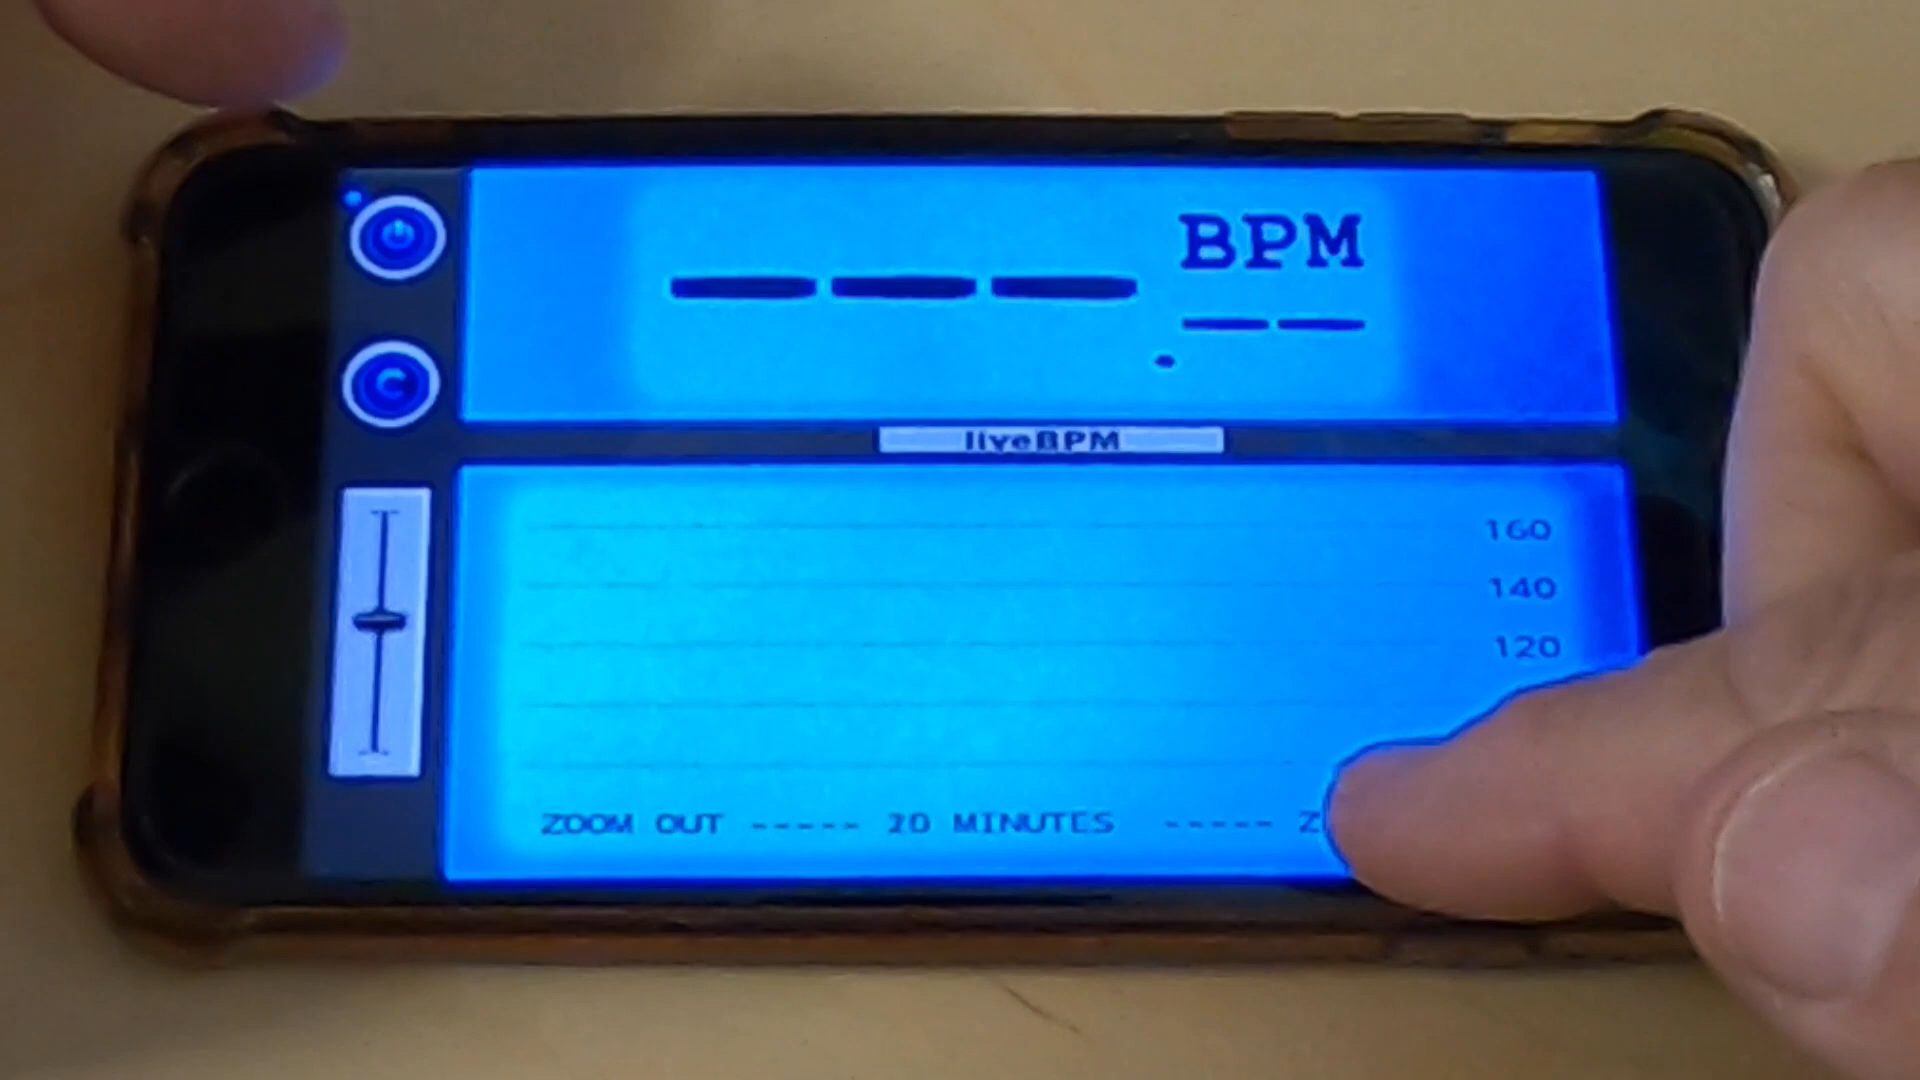 BPM
---.--
liveBPM
160
140
120
ZOOM OUT ----- 20 MINUTES ----- Z